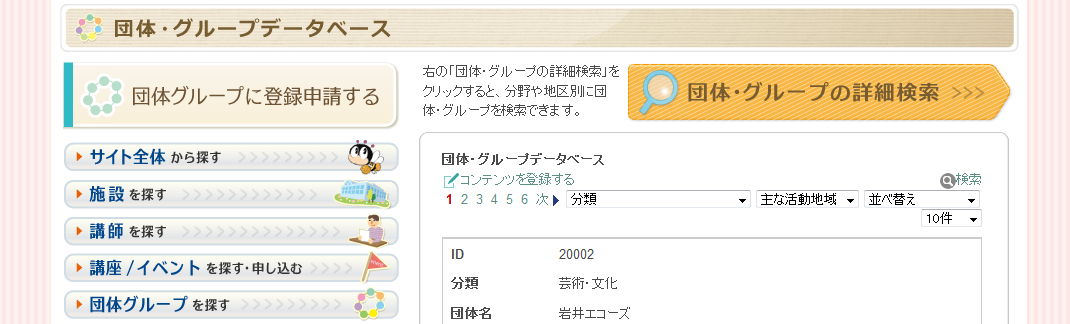 団体・グループデータベース
団体グループに登録申請する
サイト全体 から探す
施設 を探す
講師 を探す
講座/イベント を探す・申し込む
団体グループ を探す
右の「団体・グループの詳細検索」を
クリックすると、分野や地区別に団
体・グループを検索できます。
団体・グループの詳細検索 >>>
団体・グループデータベース
コンテンツを登録する
検索
1 2 3 4 5 6 次 分類 主な活動地域 並べ替え
10件
ID 20002
分類 芸術・文化
団体名 岩井エコーズ